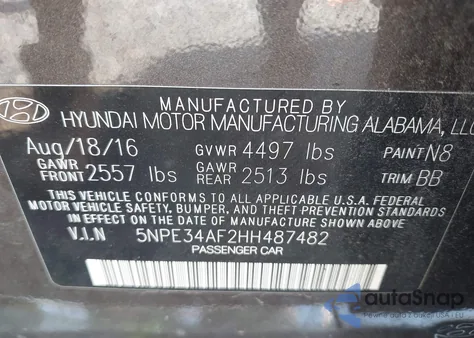 MANUFACTURED BY
HYUNDAI MOTOR MANUFACTURING ALABAMA, LLC
Aug/18/16 GVWR 4497 lbs PAINT N8
GAWR FRONT 2557 lbs GAWR REAR 2513 lbs TRIM BB
THIS VEHICLE CONFORMS TO ALL APPLICABLE U.S.A. FEDERAL
MOTOR VEHICLE SAFETY, BUMPER, AND THEFT PREVENTION STANDARDS
IN EFFECT ON THE DATE OF MANUFACTURE SHOWN ABOVE
V.I.N 5NPE34AF2HH487482
PASSENGER CAR
autoSnap